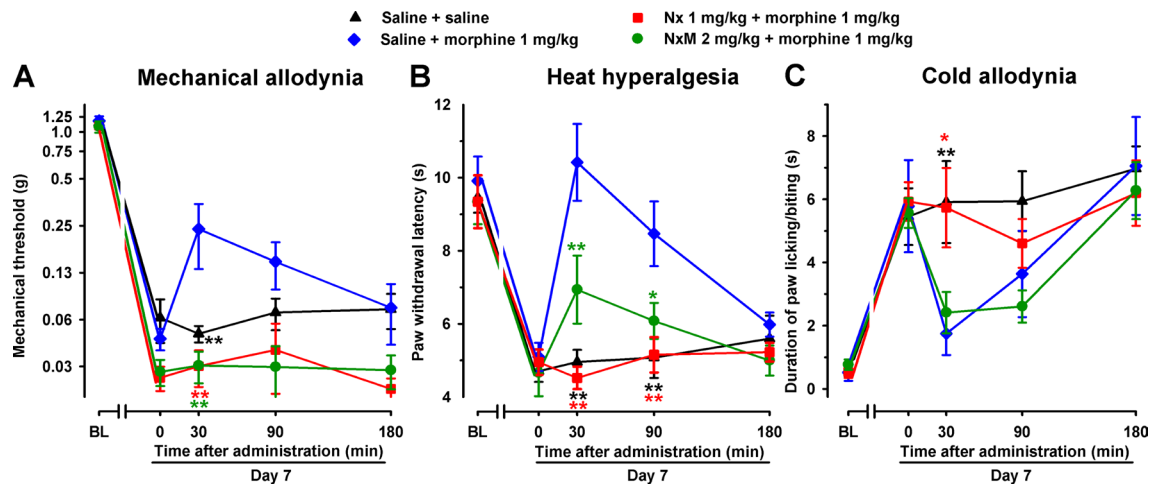 Saline + saline
Nx 1 mg/kg + morphine 1 mg/kg
Saline + morphine 1 mg/kg
NxM 2 mg/kg + morphine 1 mg/kg
A Mechanical allodynia
Mechanical threshold (g)
1.25
1.0
0.75
0.5
0.25
0.13
0.06
0.03
**
**
**
BL 0 30 90 180
Time after administration (min)
Day 7
B Heat hyperalgesia
Paw withdrawal latency (s)
12
10
8
6
4
**
*
** **
** **
BL 0 30 90 180
Time after administration (min)
Day 7
C Cold allodynia
Duration of paw licking/biting (s)
8
6
4
2
0
*
**
BL 0 30 90 180
Time after administration (min)
Day 7